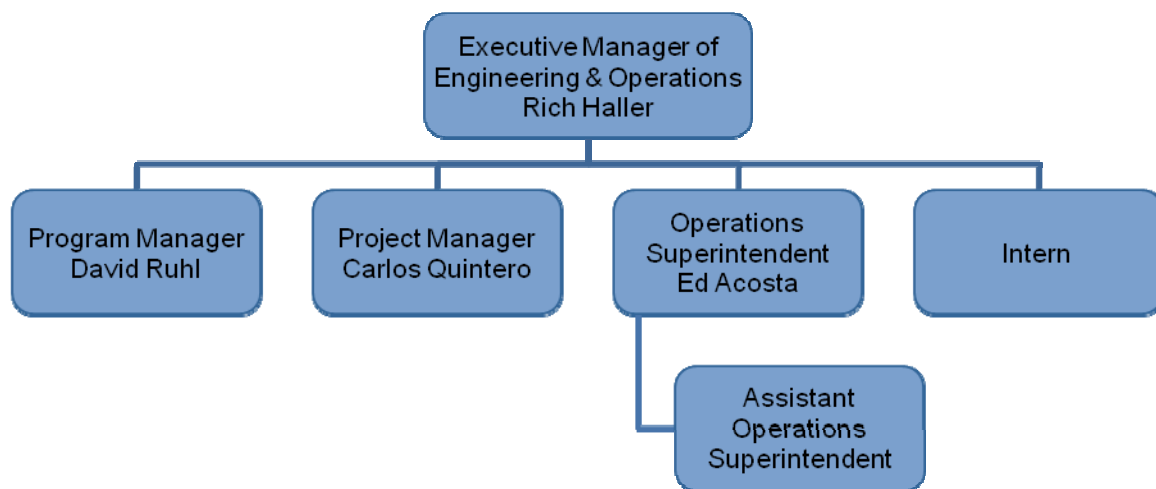 Executive Manager of
Engineering & Operations
Rich Haller
Program Manager
David Ruhl
Project Manager
Carlos Quintero
Operations
Superintendent
Ed Acosta
Intern
Assistant
Operations
Superintendent